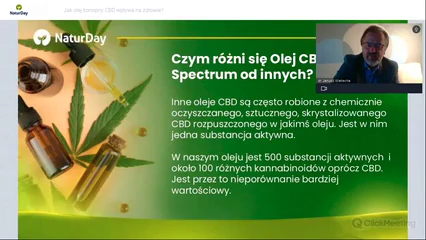 Jak olej konopny CBD wpływa na zdrowie?
NaturDay
NaturDay
Czym różni się Olej CB
Spectrum od innych?
Inne oleje CBD są często robione z chemicznie
oczyszczanego, sztucznego, skrystalizowanego
CBD rozpuszczonego w jakimś oleju. Jest w nim
jedna substancja aktywna.
W naszym oleju jest 500 substancji aktywnych i
około 100 różnych kannabinoidów oprócz CBD.
Jest przez to nieporównanie bardziej
wartościowy.
ClickMeeting